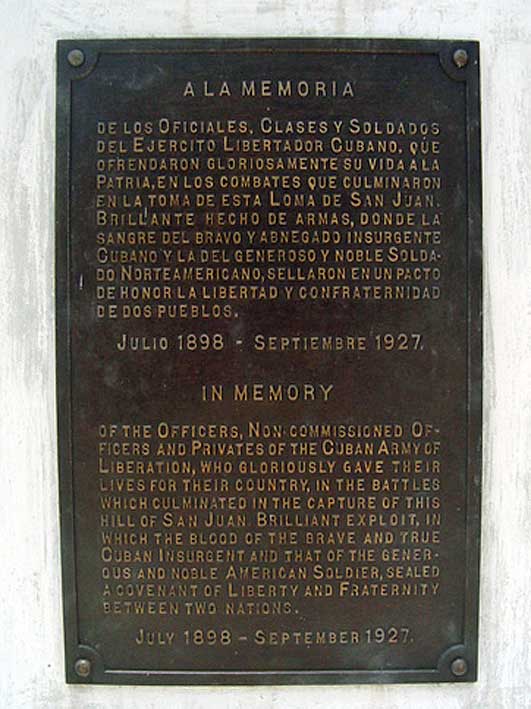 A LA MEMORIA
DE LOS OFICIALES, CLASES Y SOLDADOS
DEL EJERCITO LIBERTADOR CUBANO, QUE
OFRENDARON GLORIOSAMENTE SU VIDA A LA
PATRIA, EN LOS COMBATES QUE CULMINARON
EN LA TOMA DE ESTA LOMA DE SAN JUAN.
BRILLANTE HECHO DE ARMAS, DONDE LA
SANGRE DEL BRAVO Y ABNEGADO INSURGENTE
CUBANO Y LA DEL GENEROSO Y NOBLE SOLDA-
DO NORTEAMERICANO, SELLARON EN UN PACTO
DE HONOR LA LIBERTAD Y CONFRATERNIDAD
DE DOS PUEBLOS.
JULIO 1898 - SEPTIEMBRE 1927.
IN MEMORY
OF THE OFFICERS, NON-COMMISSIONED OF-
FICERS AND PRIVATES OF THE CUBAN ARMY OF
LIBERATION, WHO GLORIOUSLY GAVE THEIR
LIVES FOR THEIR COUNTRY, IN THE BATTLES
WHICH CULMINATED IN THE CAPTURE OF THIS
HILL OF SAN JUAN BRILLIANT EXPLOIT, IN
WHICH THE BLOOD OF THE BRAVE AND TRUE
CUBAN INSURGENT AND THAT OF THE GENER-
OUS AND NOBLE AMERICAN SOLDIER, SEALED
A COVENANT OF LIBERTY AND FRATERNITY
BETWEEN TWO NATIONS.
JULY 1898 - SEPTEMBER 1927.